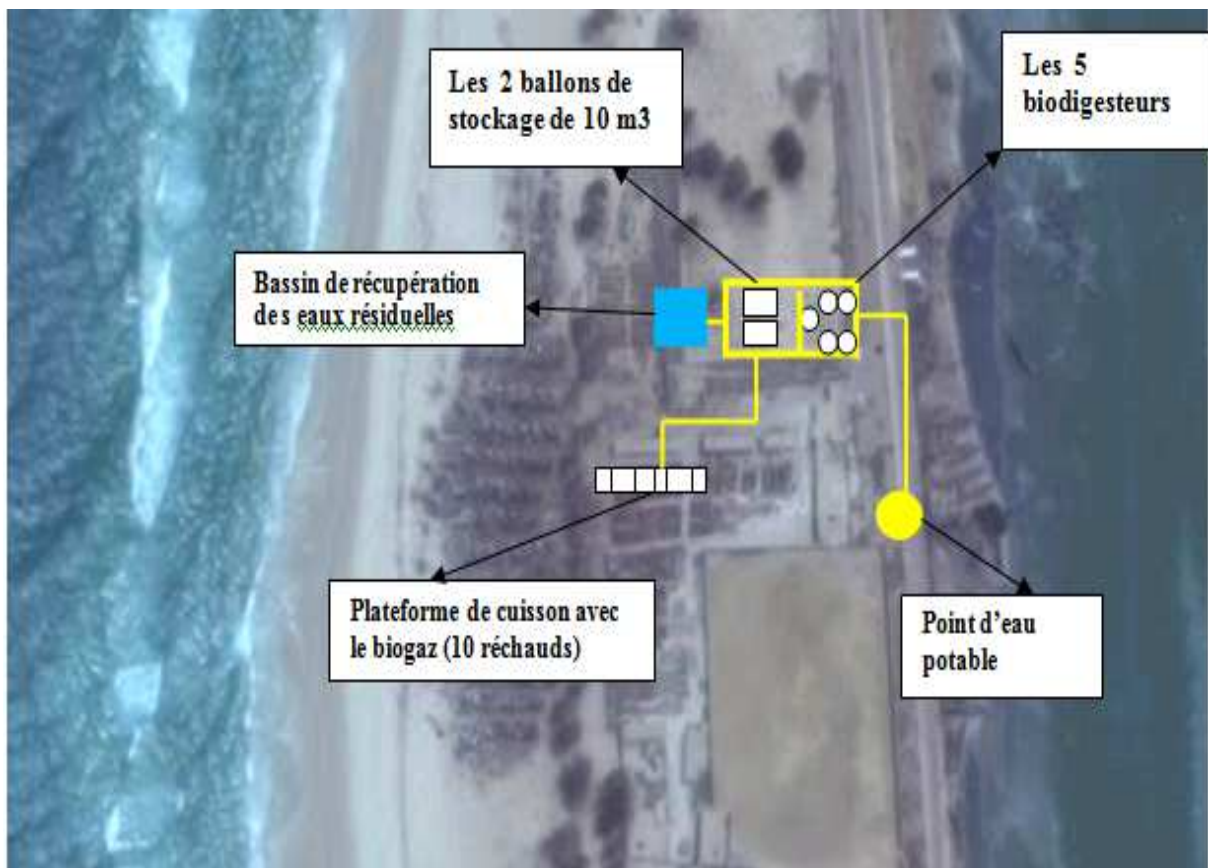 Les 2 ballons de
stockage de 10 m3
Les 5
biodigesteurs
Bassin de récupération
des eaux résiduelles
Plateforme de cuisson avec
le biogaz (10 réchauds)
Point d’eau
potable